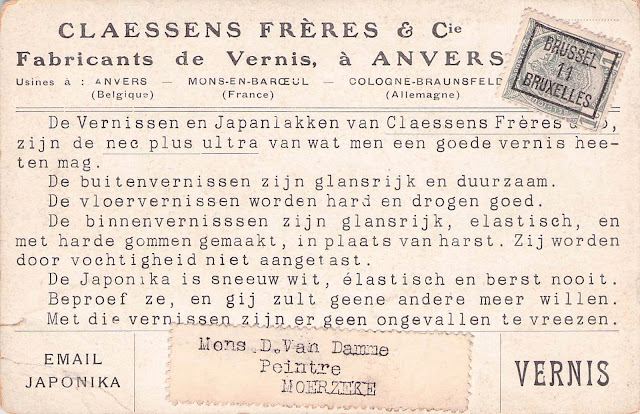 CLAESSENS FRÈRES & Cie
Fabricants de Vernis, à ANVERS
Usines à : ANVERS — MONS-EN-BARŒUL — COLOGNE-BRAUNSFELD
(Belgique) (France) (Allemagne)
BRUSSEL
11
BRUXELLES
De Vernissen en Japanlakken van Claessens Frères &
zijn de nec plus ultra van wat men een goede vernis hee-
ten mag.
De buitenvernissen zijn glansrijk en duurzaam.
De vloervernissen worden hard en drogen goed.
De binnenvernisssen zijn glansrijk, elastisch, en
met harde gommen gemaakt, in plaats van harst. Zij worden
door vochtigheid niet aangetast.
De Japonika is sneeuw wit, élastisch en berst nooit.
Beproef ze, en gij zult geene andere meer willen.
Met die vernissen zijn er geen ongevallen te vreezen.
EMAIL
JAPONIKA
Mons D.Van Damme
Peintre
MOERZEKE
VERNIS